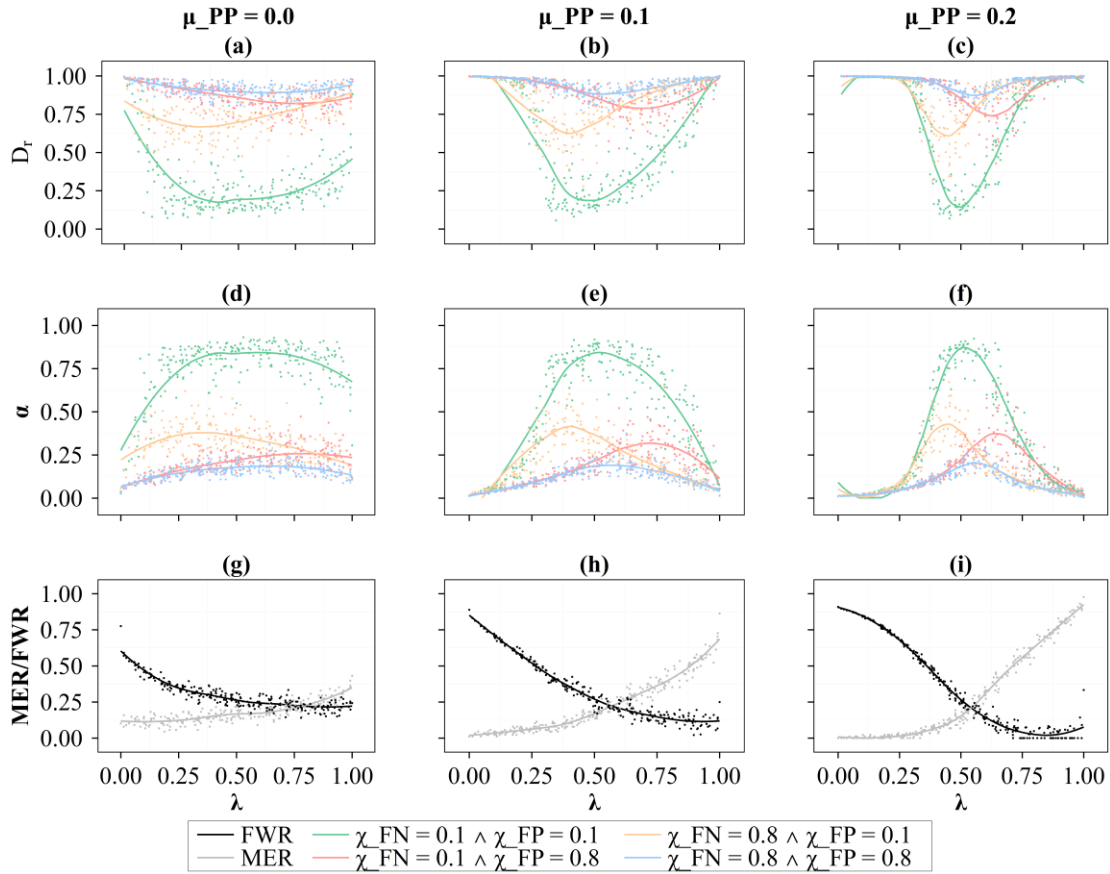 μ_PP = 0.0 μ_PP = 0.1 μ_PP = 0.2
(a) (b) (c)
1.00
0.75
0.50
0.25
0.00
D_r
(d) (e) (f)
1.00
0.75
0.50
0.25
0.00
α
(g) (h) (i)
1.00
0.75
0.50
0.25
0.00
MER/FWR
0.00 0.25 0.50 0.75 1.00 0.00 0.25 0.50 0.75 1.00 0.00 0.25 0.50 0.75 1.00
λ λ λ
FWR χ_FN = 0.1 ∧ χ_FP = 0.1 χ_FN = 0.8 ∧ χ_FP = 0.1
MER χ_FN = 0.1 ∧ χ_FP = 0.8 χ_FN = 0.8 ∧ χ_FP = 0.8